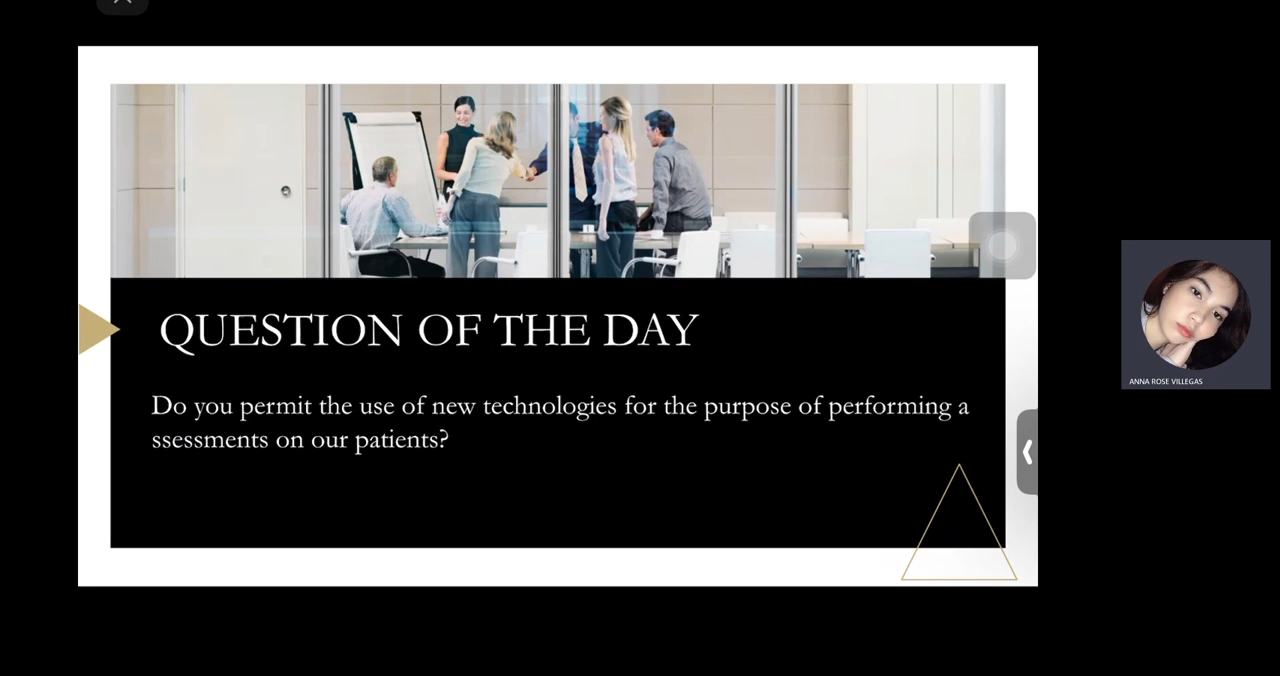 QUESTION OF THE DAY
Do you permit the use of new technologies for the purpose of performing a
ssessments on our patients?
ANNA ROSE VILLEGAS